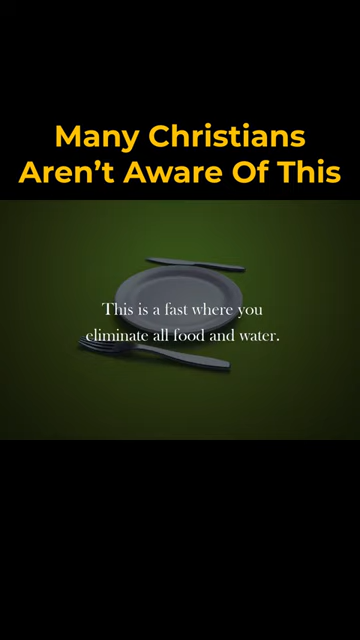 Many Christians
Aren’t Aware Of This
This is a fast where you
eliminate all food and water.